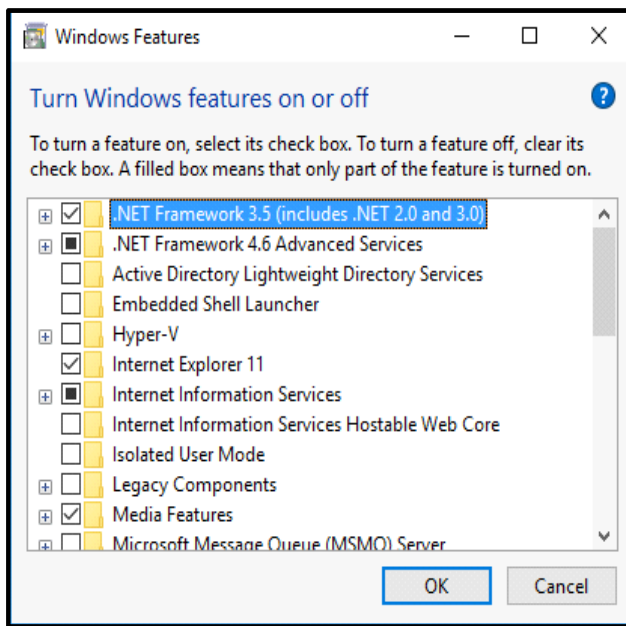 Windows Features
Turn Windows features on or off
?
To turn a feature on, select its check box. To turn a feature off, clear its
check box. A filled box means that only part of the feature is turned on.
.NET Framework 3.5 (includes .NET 2.0 and 3.0)
.NET Framework 4.6 Advanced Services
Active Directory Lightweight Directory Services
Embedded Shell Launcher
Hyper-V
Internet Explorer 11
Internet Information Services
Internet Information Services Hostable Web Core
Isolated User Mode
Legacy Components
Media Features
Microsoft Message Queue (MSMQ) Server
OK Cancel